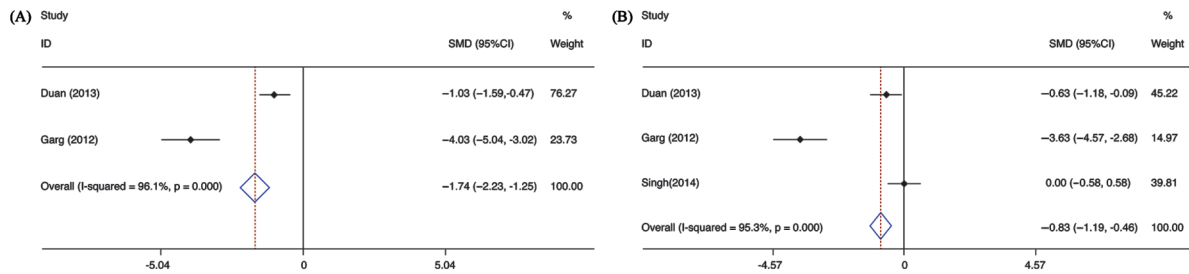 (A) Study %
ID SMD (95%CI) Weight
Duan (2013) −1.03 (−1.59,-0.47) 76.27
Garg (2012) −4.03 (−5.04, −3.02) 23.73
Overall (I-squared = 96.1%, p = 0.000) −1.74 (−2.23, −1.25) 100.00
-5.04 0 5.04
(B) Study %
ID SMD (95%CI) Weight
Duan (2013) −0.63 (−1.18, -0.09) 45.22
Garg (2012) −3.63 (−4.57, −2.68) 14.97
Singh(2014) 0.00 (−0.58, 0.58) 39.81
Overall (I-squared = 95.3%, p = 0.000) −0.83 (−1.19, −0.46) 100.00
-4.57 0 4.57